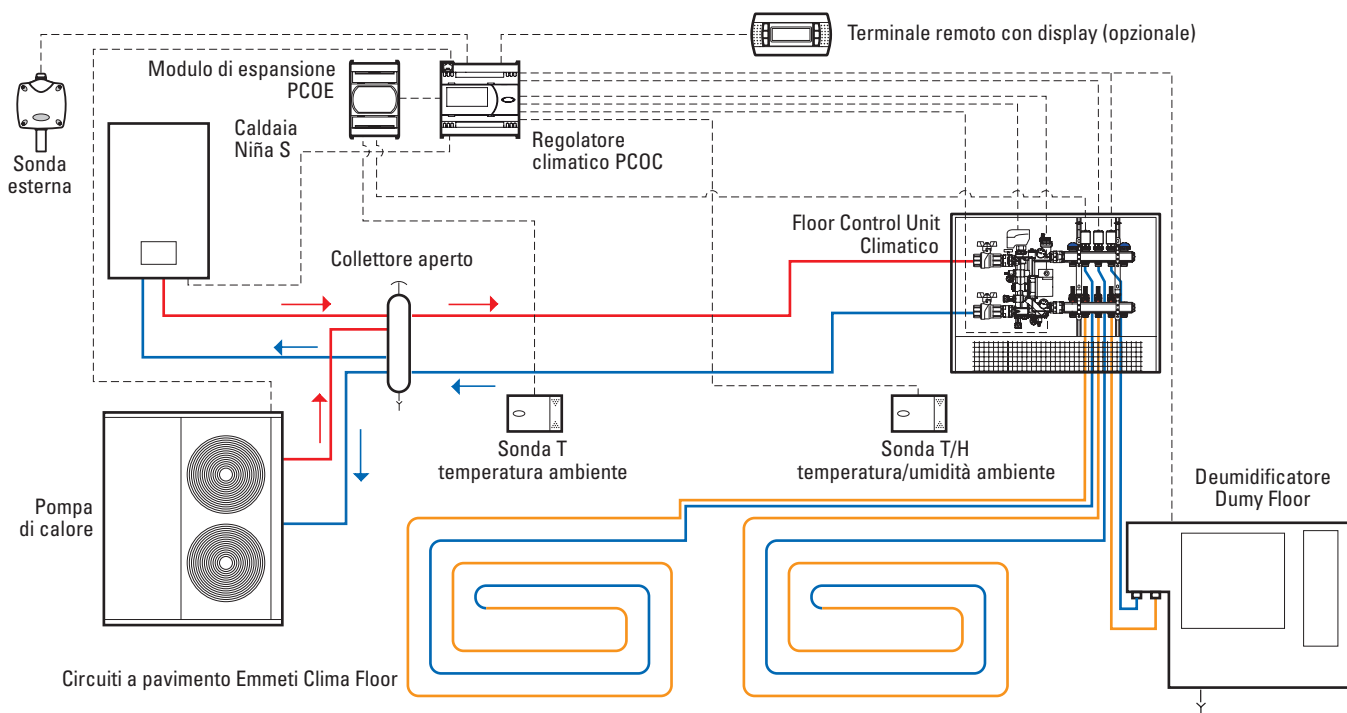 Terminale remoto con display (opzionale)
Modulo di espansione
PCOE
Caldaia
Niña S
Regolatore
climatico PCOC
Sonda
esterna
Floor Control Unit
Climatico
Collettore aperto
Sonda T
temperatura ambiente
Sonda T/H
temperatura/umidità ambiente
Deumidificatore
Dumy Floor
Pompa
di calore
Circuiti a pavimento Emmeti Clima Floor